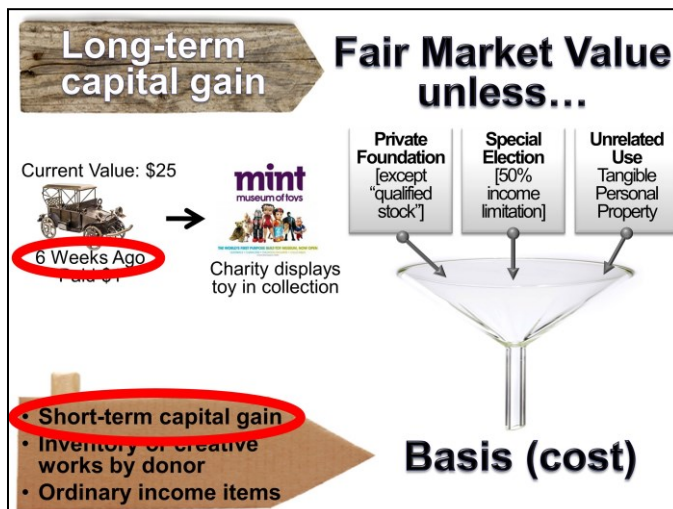 Long-term
capital gain
Fair Market Value
unless…
Private
Foundation
[except
“qualified
stock”]
Special
Election
[50%
income
limitation]
Unrelated
Use
Tangible
Personal
Property
Current Value: $25
6 Weeks Ago
Paid $1
mint
museum of toys
Charity displays
toy in collection
• Short-term capital gain
• Inventory or creative
works by donor
• Ordinary income items
Basis (cost)